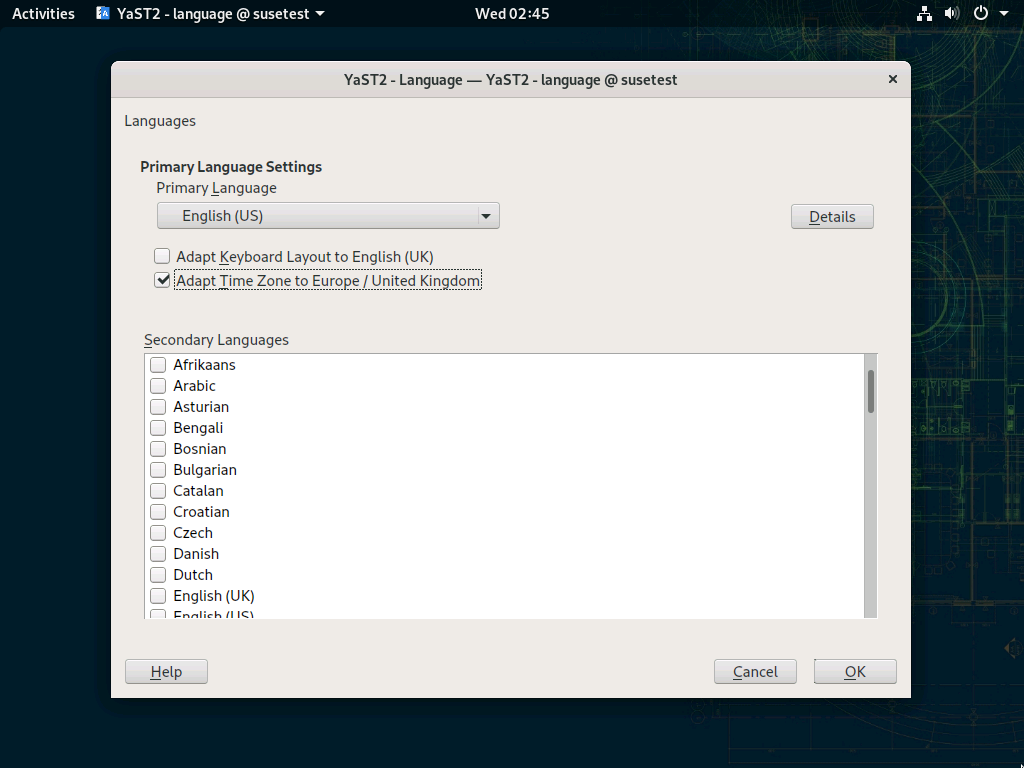 Activities YaST2 - language @ susetest Wed 02:45
YaST2 - Language — YaST2 - language @ susetest
Languages
Primary Language Settings
Primary Language
English (US) Details
Adapt Keyboard Layout to English (UK)
Adapt Time Zone to Europe / United Kingdom
Secondary Languages
Afrikaans
Arabic
Asturian
Bengali
Bosnian
Bulgarian
Catalan
Croatian
Czech
Danish
Dutch
English (UK)
English (US)
Help Cancel OK